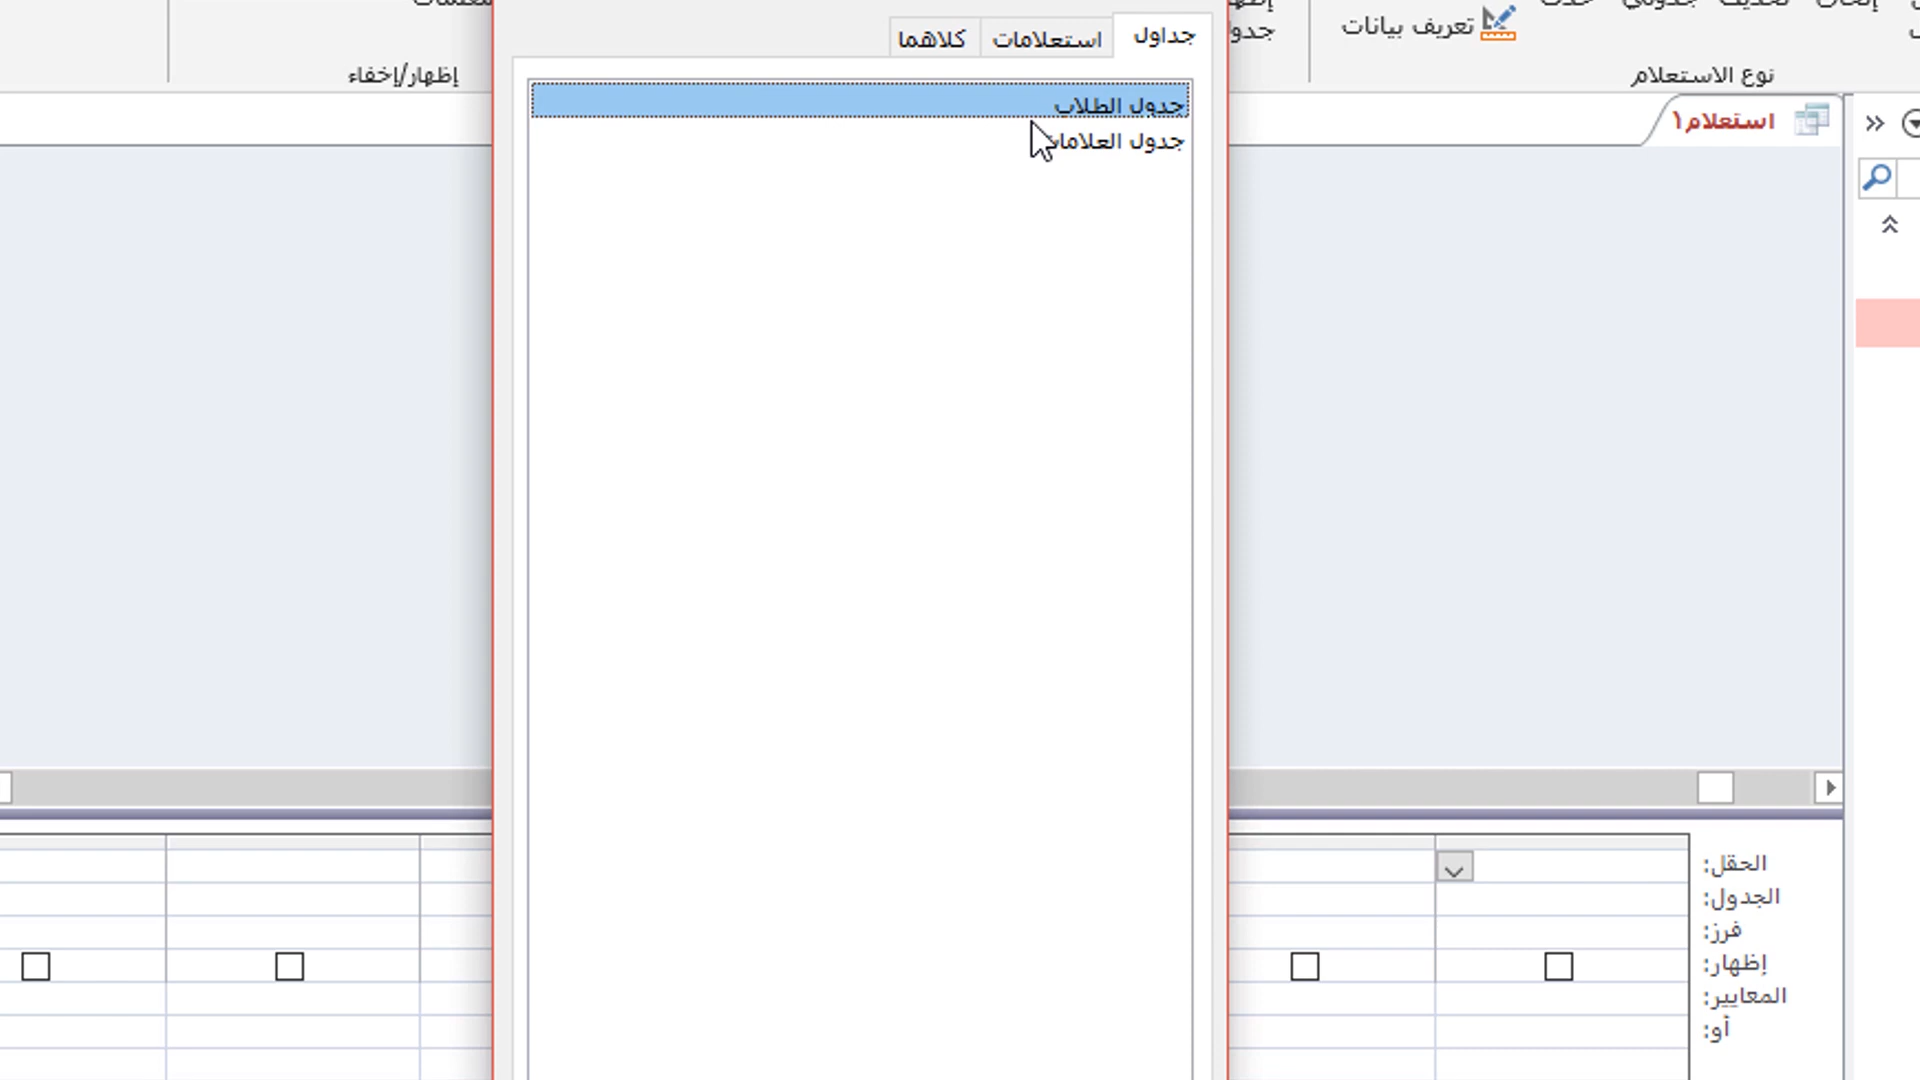 تعريف بيانات
نوع الاستعلام
إظهار/إخفاء
جداول
استعلامات
كلاهما
جدول الطلاب
جدول العلامات
استعلام١
الحقل:
الجدول:
فرز:
إظهار:
المعايير:
أو: